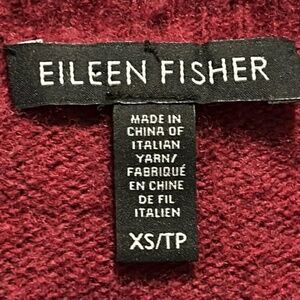 EILEEN FISHER
MADE IN
CHINA OF
ITALIAN
YARN/
FABRIQUÉ
EN CHINE
DE FIL
ITALIEN
XS/TP